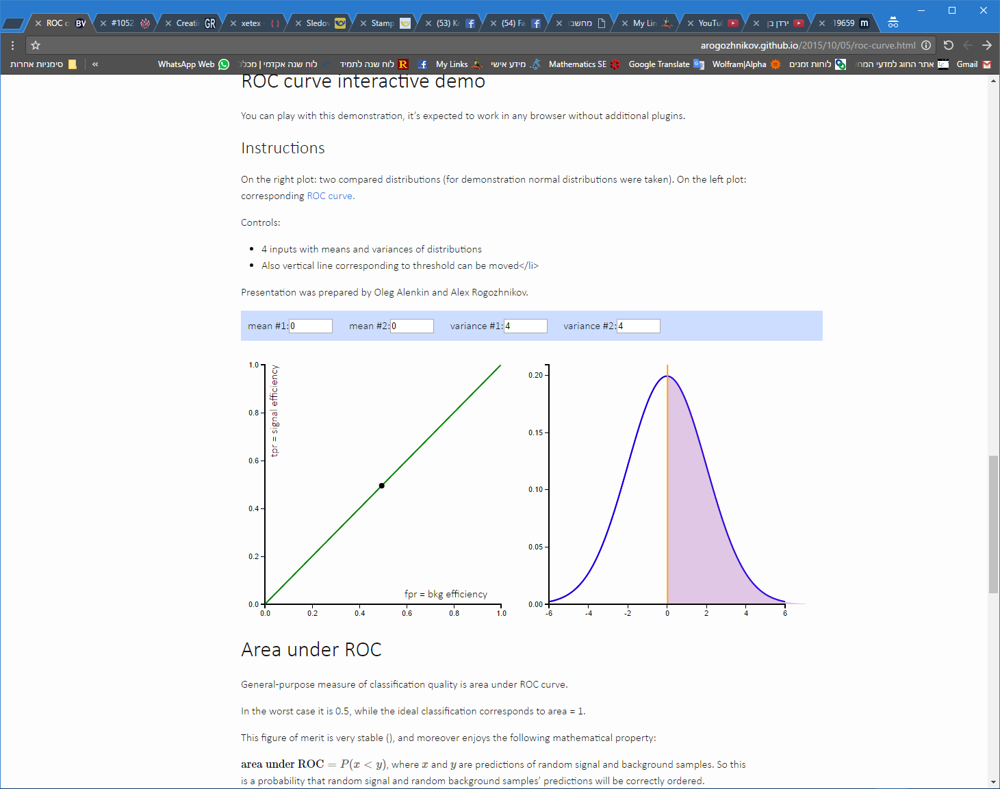 ROC c
#1052
Creati
xetex
Sledo
Stamp
(53) K
(54) Fa
מחשבו
My Lin
YouTu
ירדן בן
19659
arogozhnikov.github.io/2015/10/05/roc-curve.html
סימניות אחרות
«
WhatsApp Web
לוח שנה אקדמי | מכלל
לוח שנה לתמיד
My Links
מידע אישי
Mathematics SE
Google Translate
Wolfram|Alpha
לוחות זמנים
אתר החוג למדעי המח
Gmail
ROC curve interactive demo
You can play with this demonstration, it’s expected to work in any browser without additional plugins.
Instructions
On the right plot: two compared distributions (for demonstration normal distributions were taken). On the left plot:
corresponding ROC curve.
Controls:
• 4 inputs with means and variances of distributions
• Also vertical line corresponding to threshold can be moved</li>
Presentation was prepared by Oleg Alenkin and Alex Rogozhnikov.
mean #1: 0 mean #2: 0 variance #1: 4 variance #2: 4
1.0
0.8
0.6
0.4
0.2
0.0
tpr = signal efficiency
fpr = bkg efficiency
0.0 0.2 0.4 0.6 0.8 1.0
0.20
0.15
0.10
0.05
0.00
-6 -4 -2 0 2 4 6
Area under ROC
General-purpose measure of classification quality is area under ROC curve.
In the worst case it is 0.5, while the ideal classification corresponds to area = 1.
This figure of merit is very stable (), and moreover enjoys the following mathematical property:
area under ROC = P(x < y), where x and y are predictions of random signal and background samples. So this
is a probability that random signal and random background samples’ predictions will be correctly ordered.